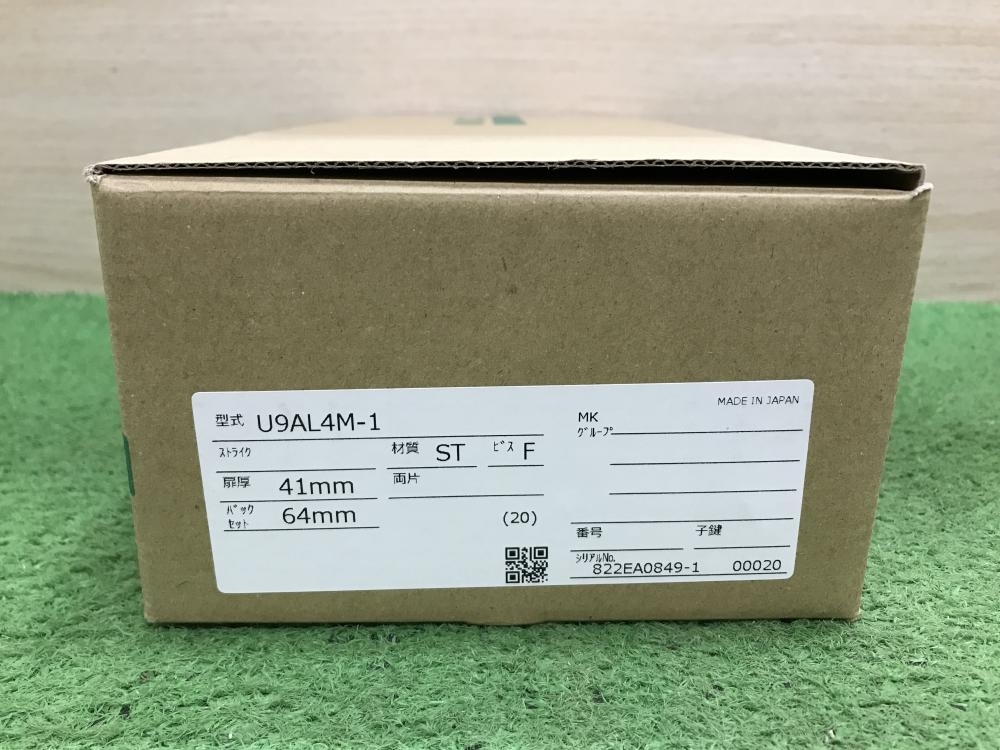 MADE IN JAPAN
型式 U9AL4M-1
ストライク 材質 ST ビス F
扉厚 41mm 両片
バックセット 64mm
(20)
MK
グループ
番号 子鍵
シリアルNo.
822EA0849-1 00020